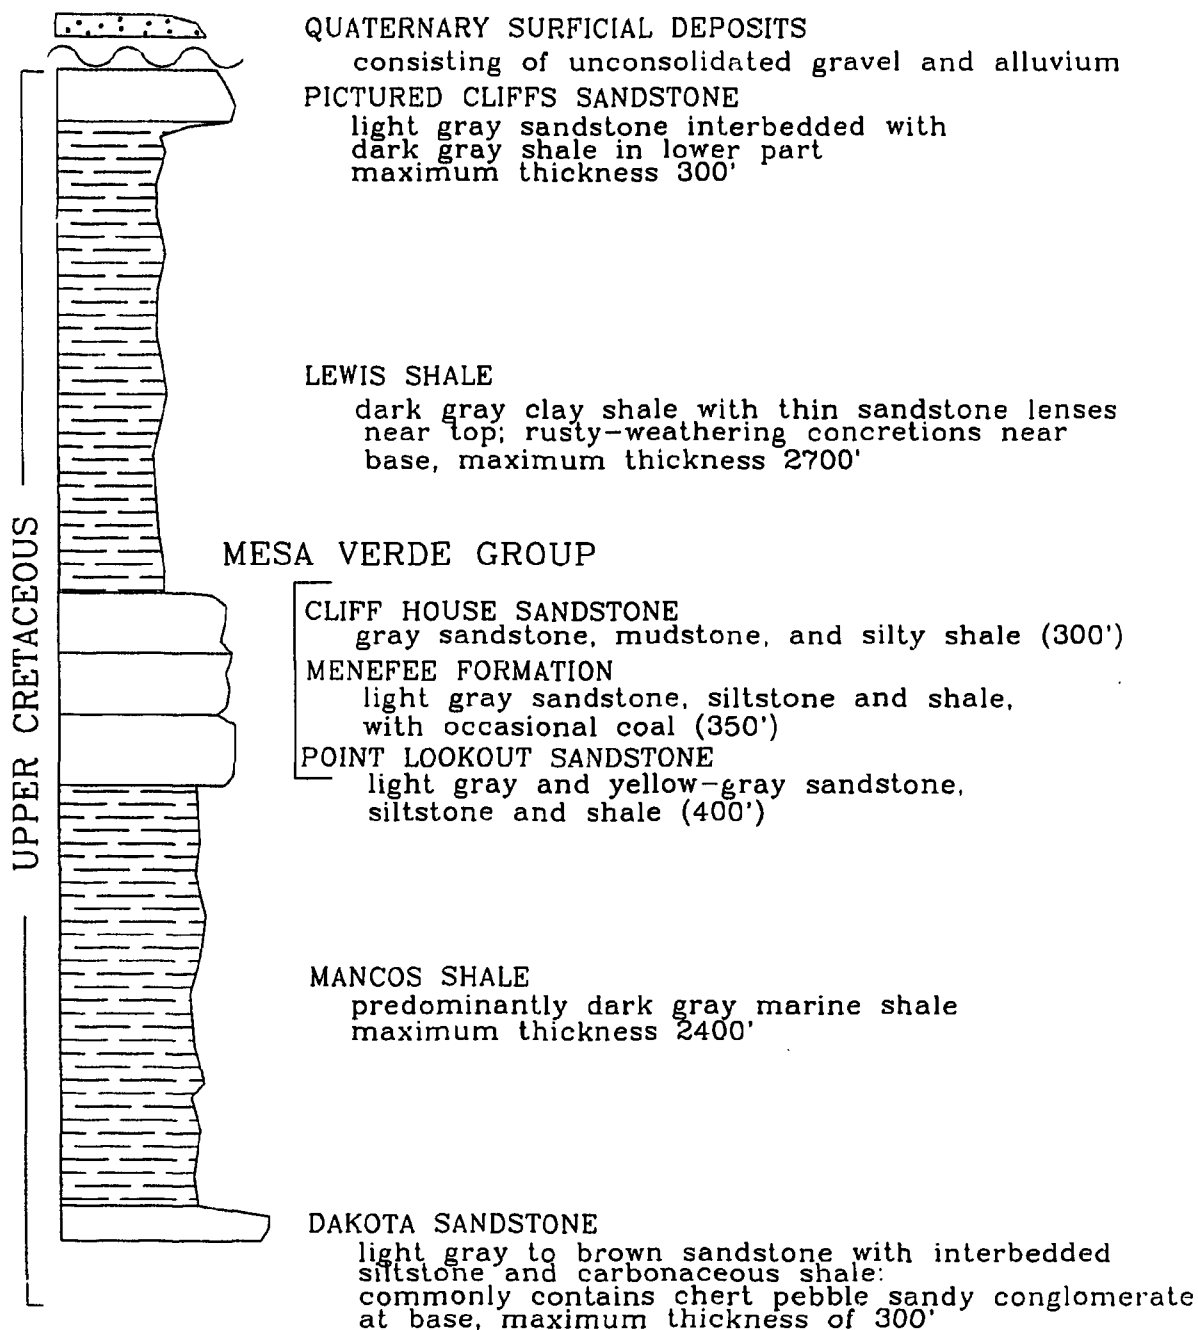 QUATERNARY SURFICIAL DEPOSITS
consisting of unconsolidated gravel and alluvium
PICTURED CLIFFS SANDSTONE
light gray sandstone interbedded with
dark gray shale in lower part
maximum thickness 300'
LEWIS SHALE
dark gray clay shale with thin sandstone lenses
near top; rusty-weathering concretions near
base, maximum thickness 2700'
MESA VERDE GROUP
CLIFF HOUSE SANDSTONE
gray sandstone, mudstone, and silty shale (300')
MENEFEE FORMATION
light gray sandstone, siltstone and shale,
with occasional coal (350')
POINT LOOKOUT SANDSTONE
light gray and yellow-gray sandstone,
siltstone and shale (400')
UPPER CRETACEOUS
MANCOS SHALE
predominantly dark gray marine shale
maximum thickness 2400'
DAKOTA SANDSTONE
light gray to brown sandstone with interbedded
siltstone and carbonaceous shale:
commonly contains chert pebble sandy conglomerate
at base, maximum thickness of 300'